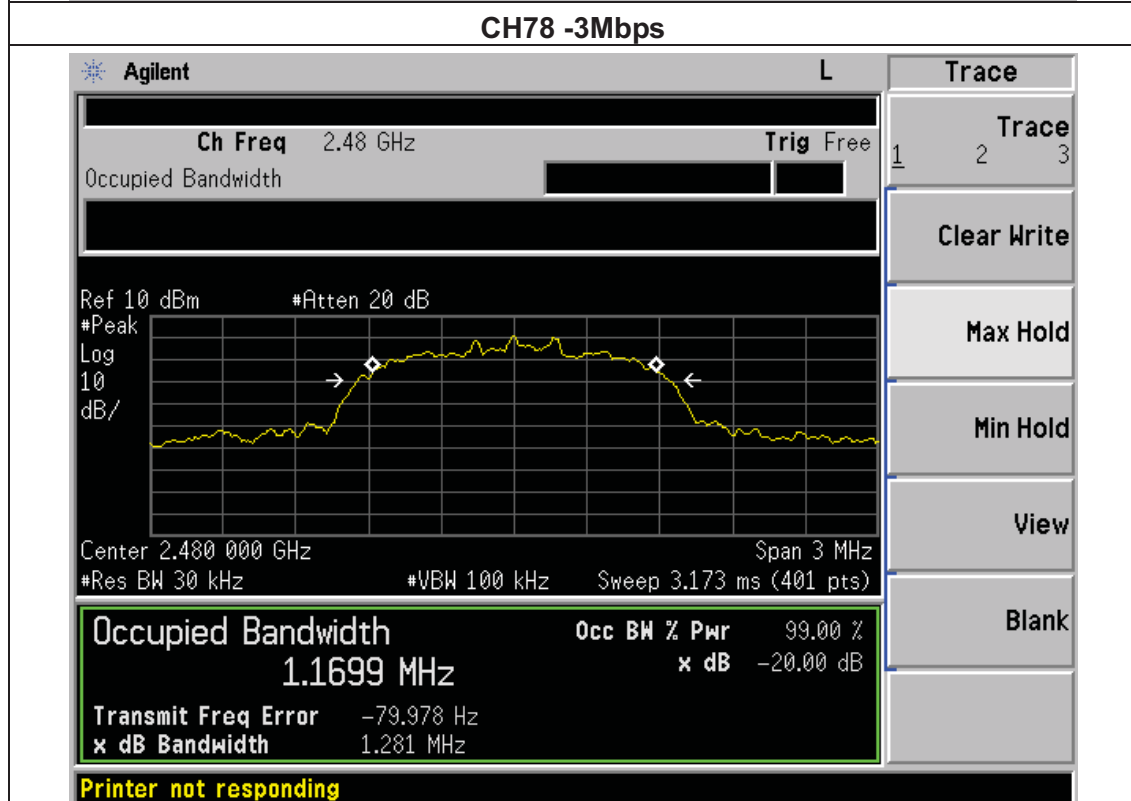 CH78 -3Mbps
Agilent L Trace
Ch Freq 2.48 GHz Trig Free
Occupied Bandwidth
Trace
1 2 3
Clear Write
Max Hold
Min Hold
View
Blank
Ref 10 dBm #Atten 20 dB
#Peak
Log
10
dB/
Center 2.480 000 GHz Span 3 MHz
#Res BW 30 kHz #VBW 100 kHz Sweep 3.173 ms (401 pts)
Occupied Bandwidth Occ BW % Pwr 99.00 %
1.1699 MHz x dB -20.00 dB
Transmit Freq Error -79.978 Hz
x dB Bandwidth 1.281 MHz
Printer not responding